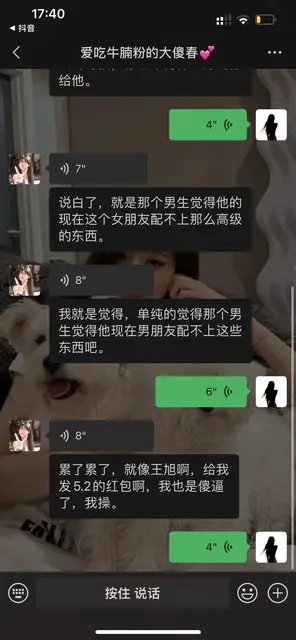 17:40
抖音
爱吃牛腩粉的大傻春💕
给他。
4"
7"
说白了，就是那个男生觉得他的
现在这个女朋友配不上那么高级
的东西。
8"
我就是觉得，单纯的觉得那个男
生觉得他现在男朋友配不上这些
东西吧。
6"
8"
累了累了，就像王旭啊，给我
发5.2的红包啊，我也是傻逼
了，我操。
4"
按住 说话